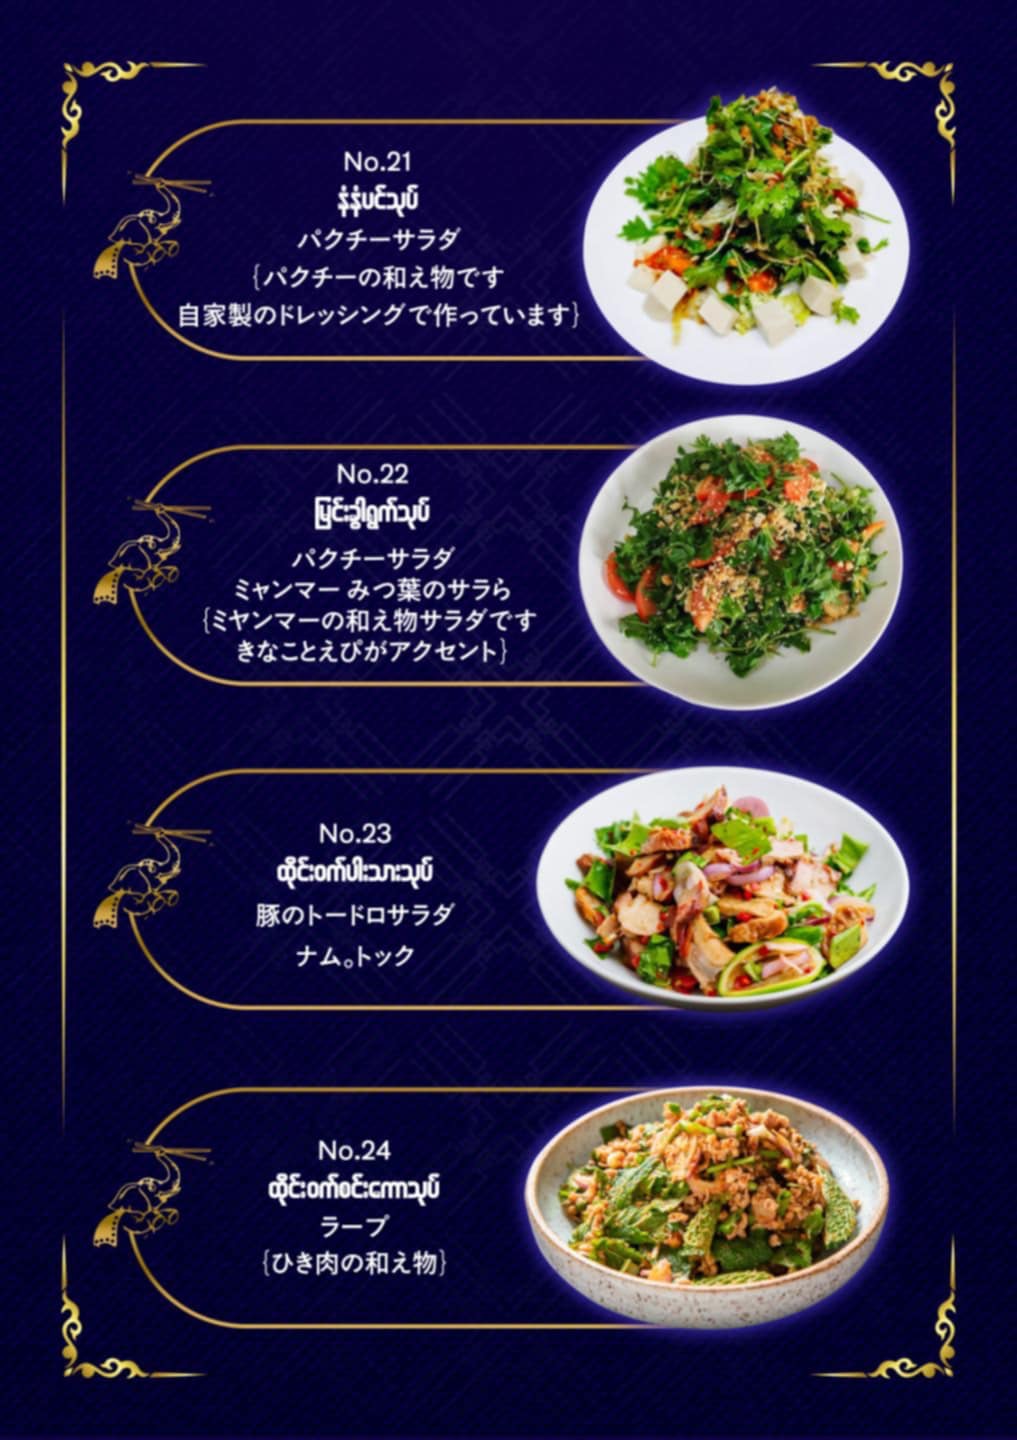 No.21
နံနံပင်သုပ်
パクチーサラダ
{パクチーの和え物です
自家製のドレッシングで作っています}
No.22
မြင်းခွါရွက်သုပ်
パクチーサラダ
ミャンマー みつ葉のサラら
{ミヤンマーの和え物サラダです
きなことえびがアクセント}
No.23
ထိုင်းဝက်ပါးသားသုပ်
豚のトードロサラダ
ナム。トック
No.24
ထိုင်းဝက်စင်းကောသုပ်
ラープ
{ひき肉の和え物}